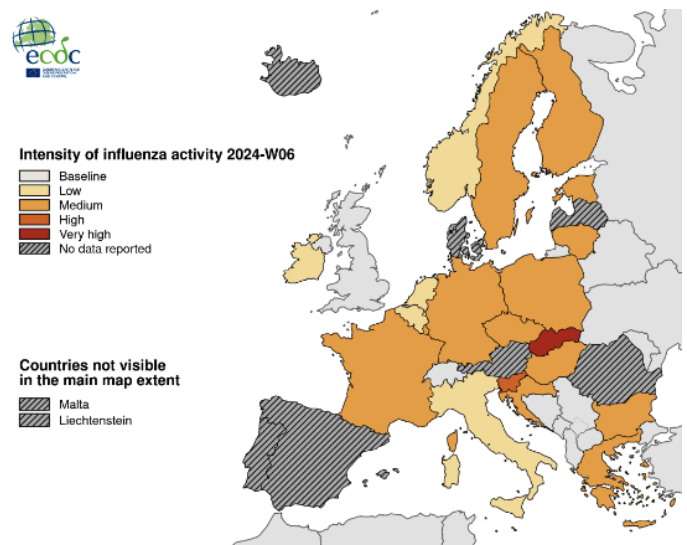 ecdc
Intensity of influenza activity 2024-W06
Baseline
Low
Medium
High
Very high
No data reported
Countries not visible
in the main map extent
Malta
Liechtenstein